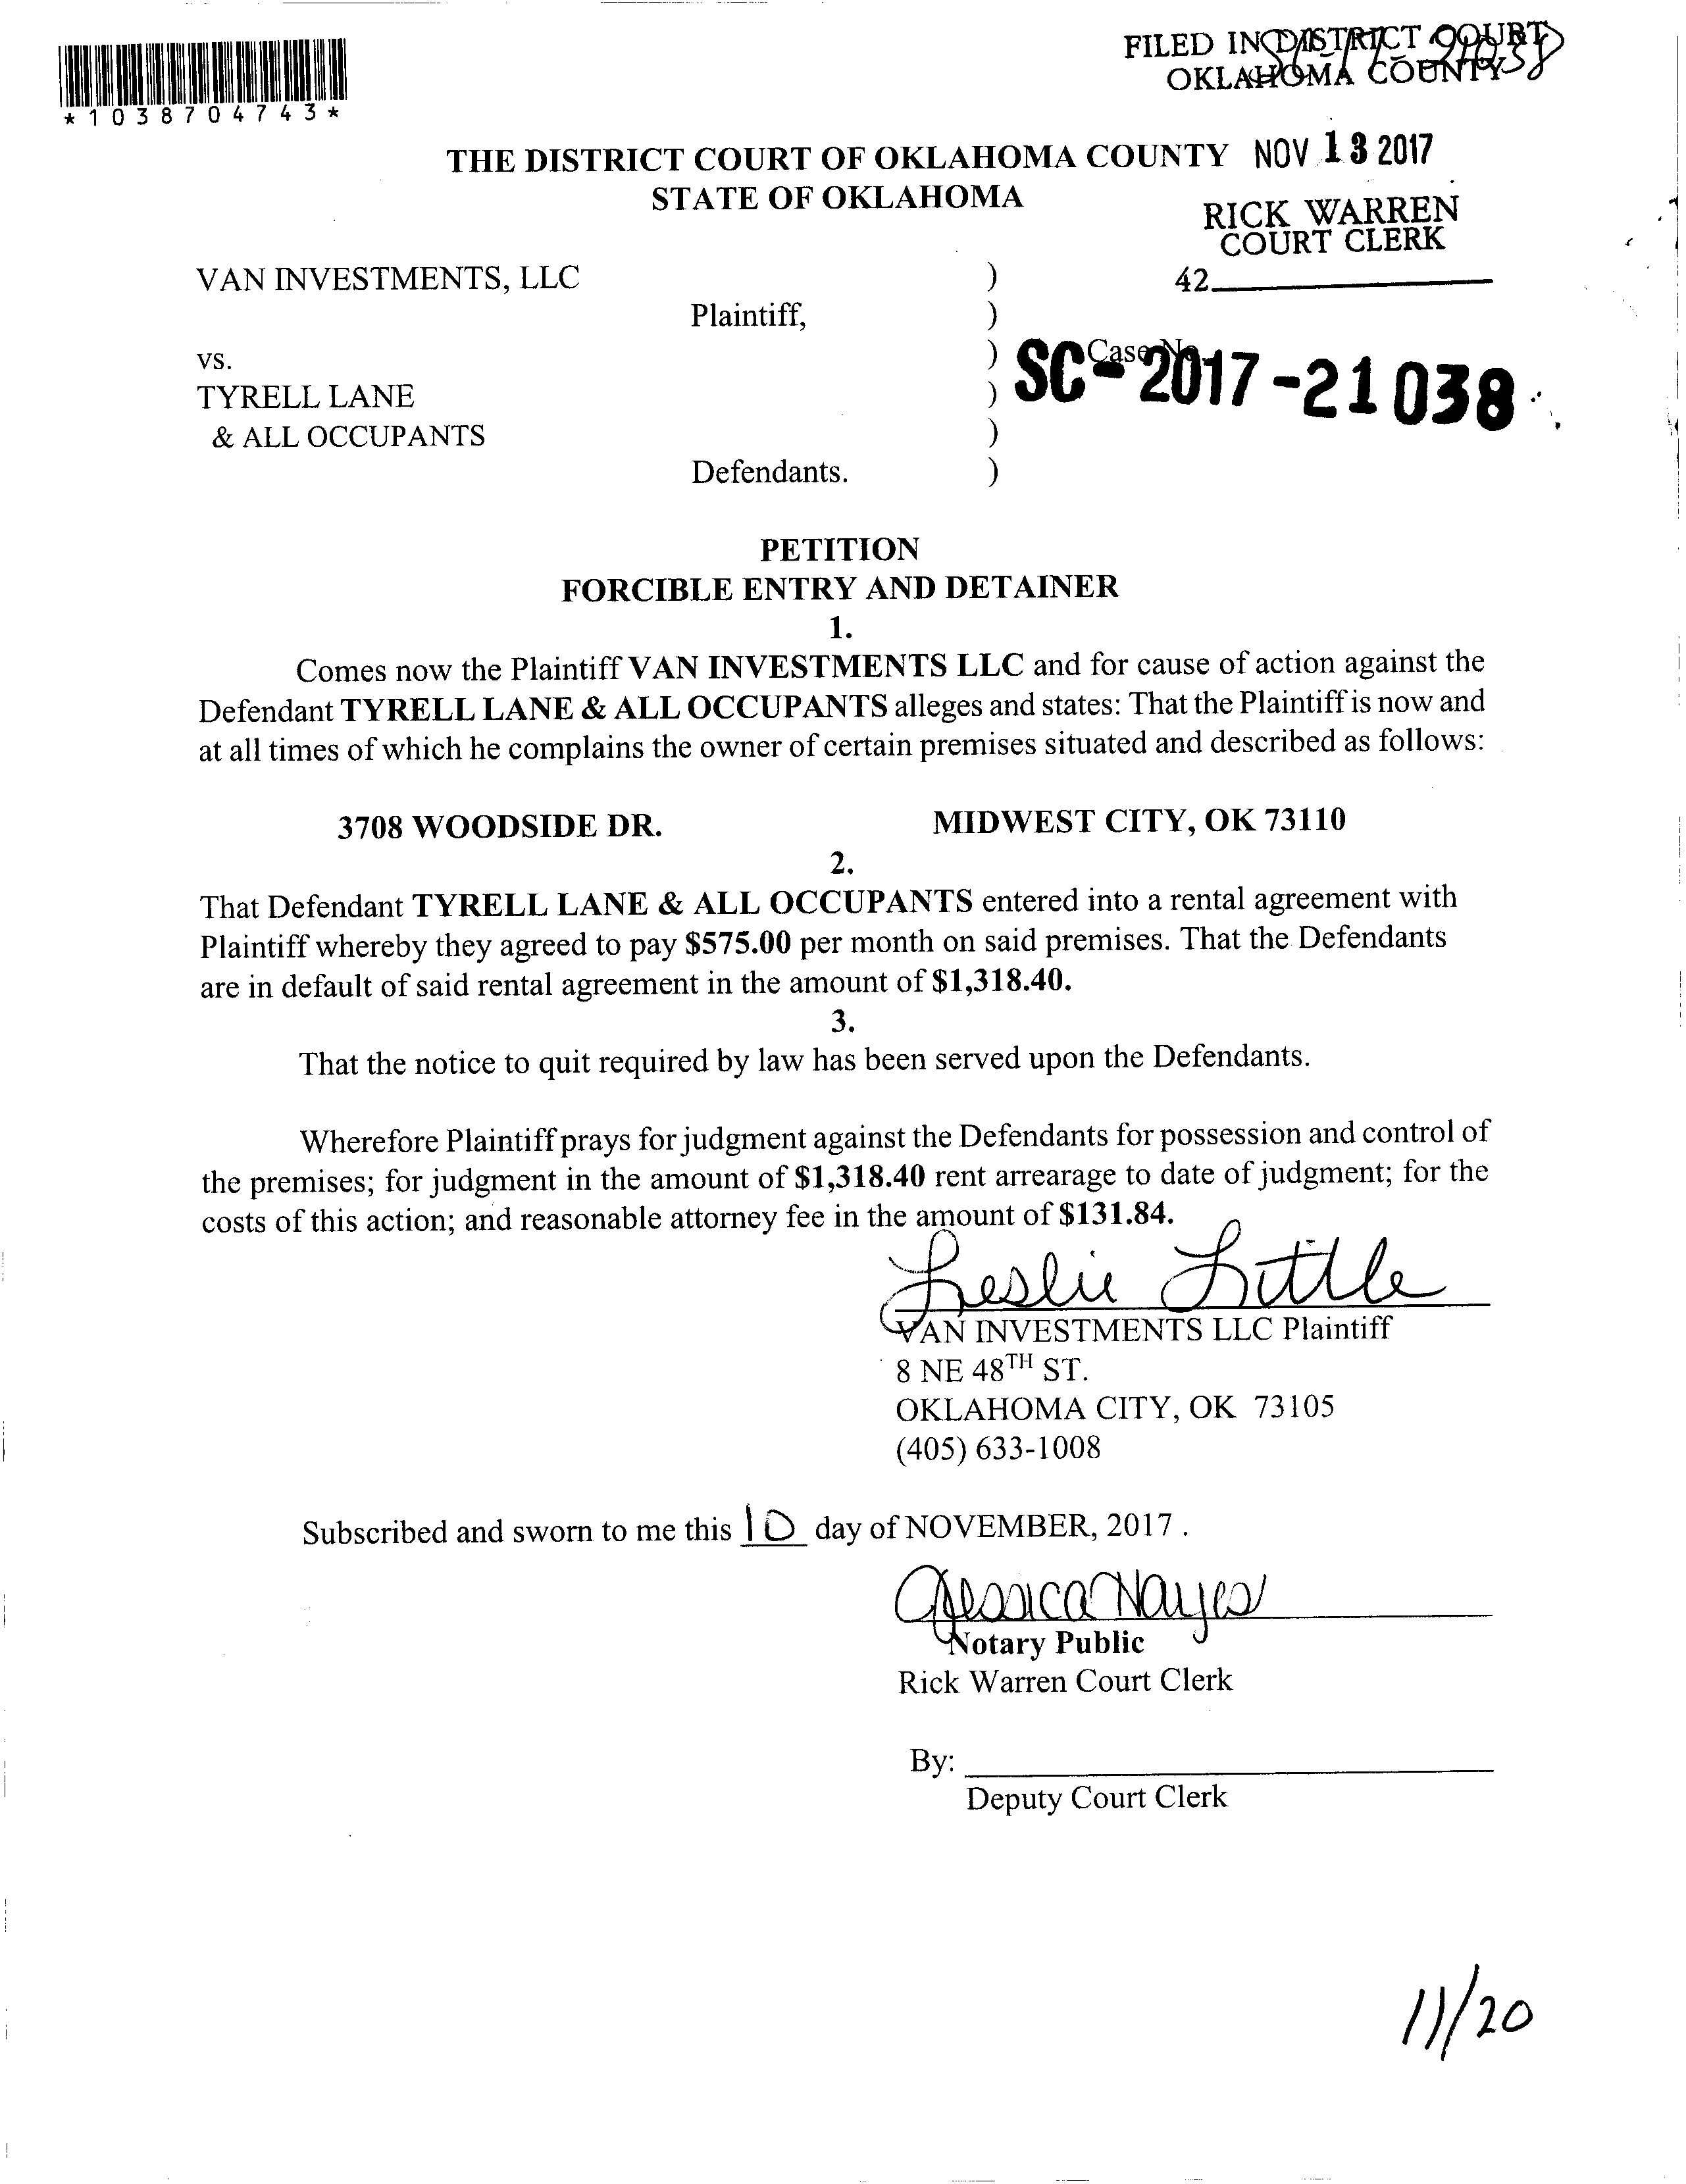 FILED IN DISTRICT COURT
OKLAHOMA COUNTY
*1038704743*
THE DISTRICT COURT OF OKLAHOMA COUNTY NOV 13 2017
STATE OF OKLAHOMA
RICK WARREN
COURT CLERK
42
VAN INVESTMENTS, LLC )
Plaintiff, )
vs. ) Case No.
SC-2017-21038
TYRELL LANE )
& ALL OCCUPANTS )
Defendants. )
PETITION
FORCIBLE ENTRY AND DETAINER
1.
Comes now the Plaintiff VAN INVESTMENTS LLC and for cause of action against the
Defendant TYRELL LANE & ALL OCCUPANTS alleges and states: That the Plaintiff is now and
at all times of which he complains the owner of certain premises situated and described as follows:
3708 WOODSIDE DR. MIDWEST CITY, OK 73110
2.
That Defendant TYRELL LANE & ALL OCCUPANTS entered into a rental agreement with
Plaintiff whereby they agreed to pay $575.00 per month on said premises. That the Defendants
are in default of said rental agreement in the amount of $1,318.40.
3.
That the notice to quit required by law has been served upon the Defendants.
Wherefore Plaintiff prays for judgment against the Defendants for possession and control of
the premises; for judgment in the amount of $1,318.40 rent arrearage to date of judgment; for the
costs of this action; and reasonable attorney fee in the amount of $131.84.
Leslie Little
VAN INVESTMENTS LLC Plaintiff
8 NE 48TH ST.
OKLAHOMA CITY, OK 73105
(405) 633-1008
Subscribed and sworn to me this 10 day of NOVEMBER, 2017 .
Jessica Hayes
Notary Public
Rick Warren Court Clerk
By:
Deputy Court Clerk
11/20